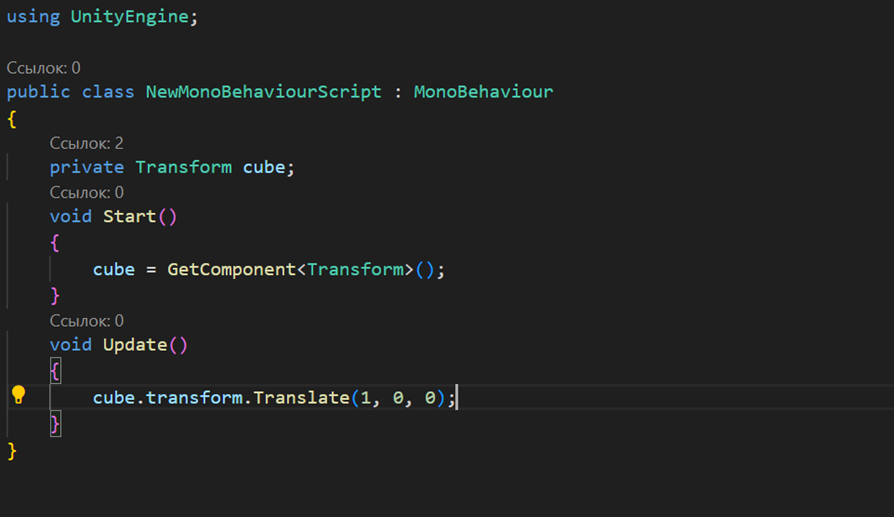 using UnityEngine;
Ссылок: 0
public class NewMonoBehaviourScript : MonoBehaviour
{
Ссылок: 2
private Transform cube;
Ссылок: 0
void Start()
{
cube = GetComponent<Transform>();
}
Ссылок: 0
void Update()
{
cube.transform.Translate(1, 0, 0);
}
}